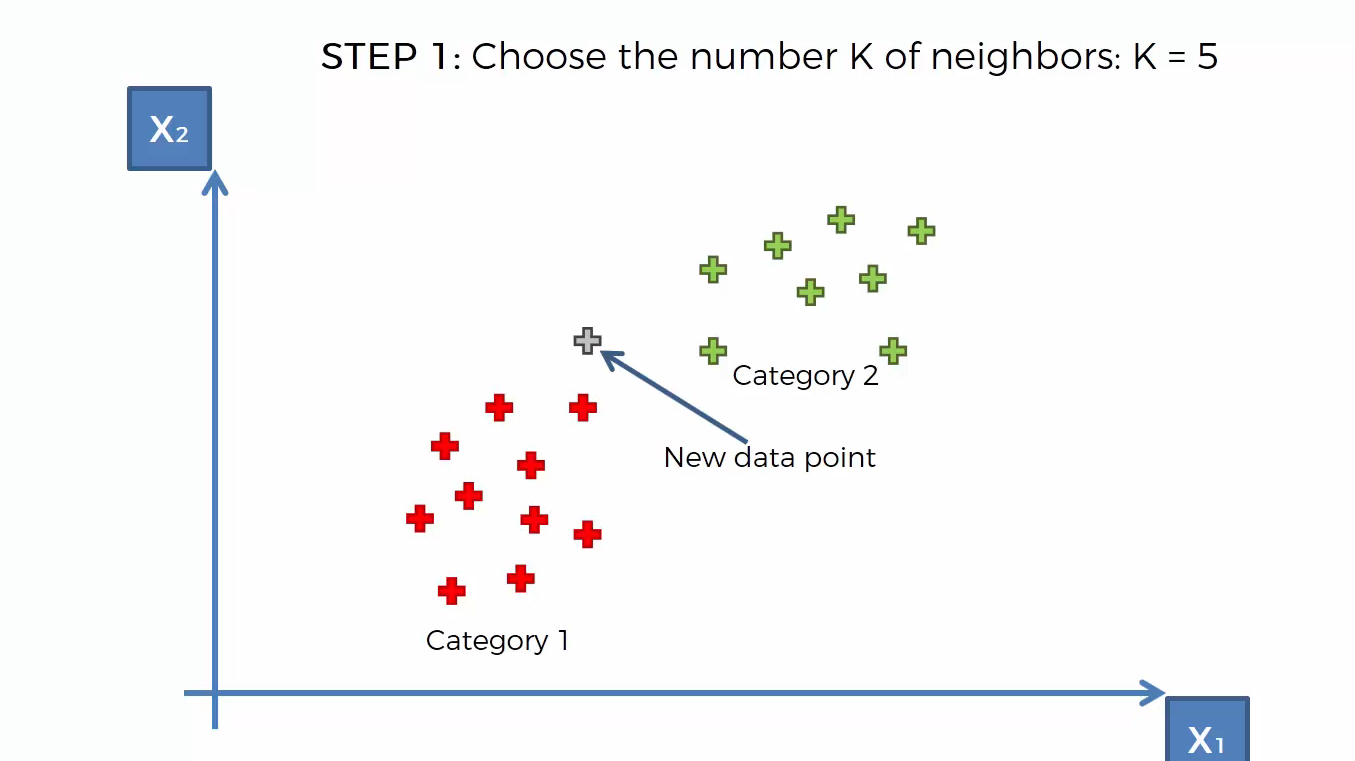 STEP 1: Choose the number K of neighbors: K = 5
X₂
Category 2
New data point
Category 1
X₁